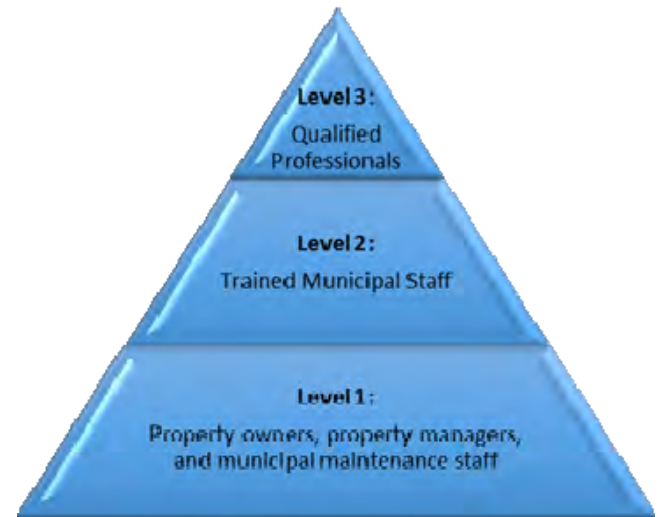 Level 3:
Qualified
Professionals
Level 2:
Trained Municipal Staff
Level 1:
Property owners, property managers,
and municipal maintenance staff